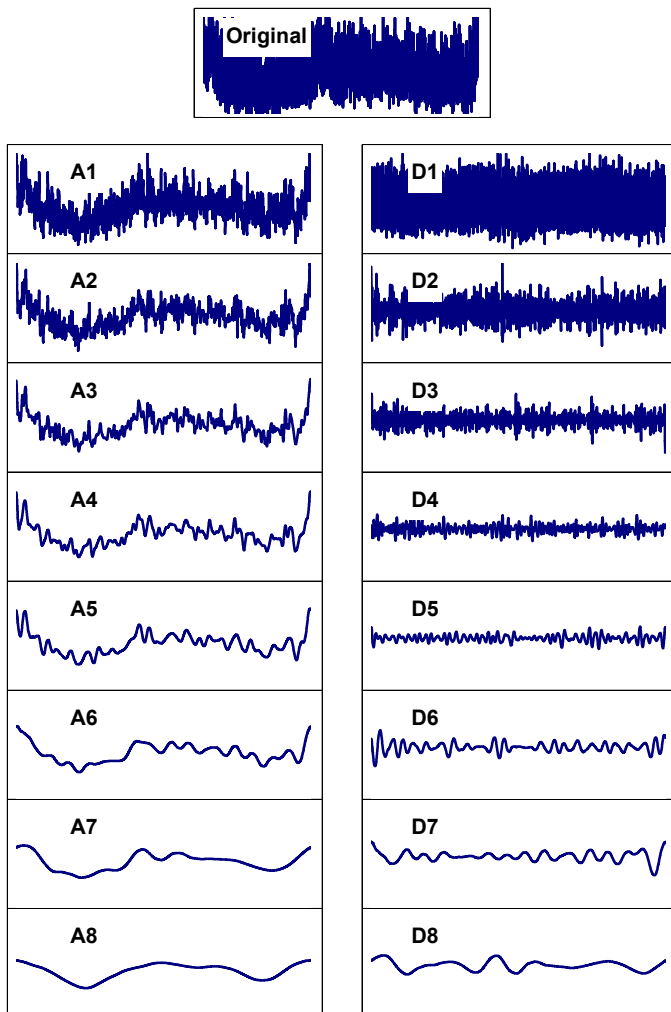 Original
A1 D1
A2 D2
A3 D3
A4 D4
A5 D5
A6 D6
A7 D7
A8 D8